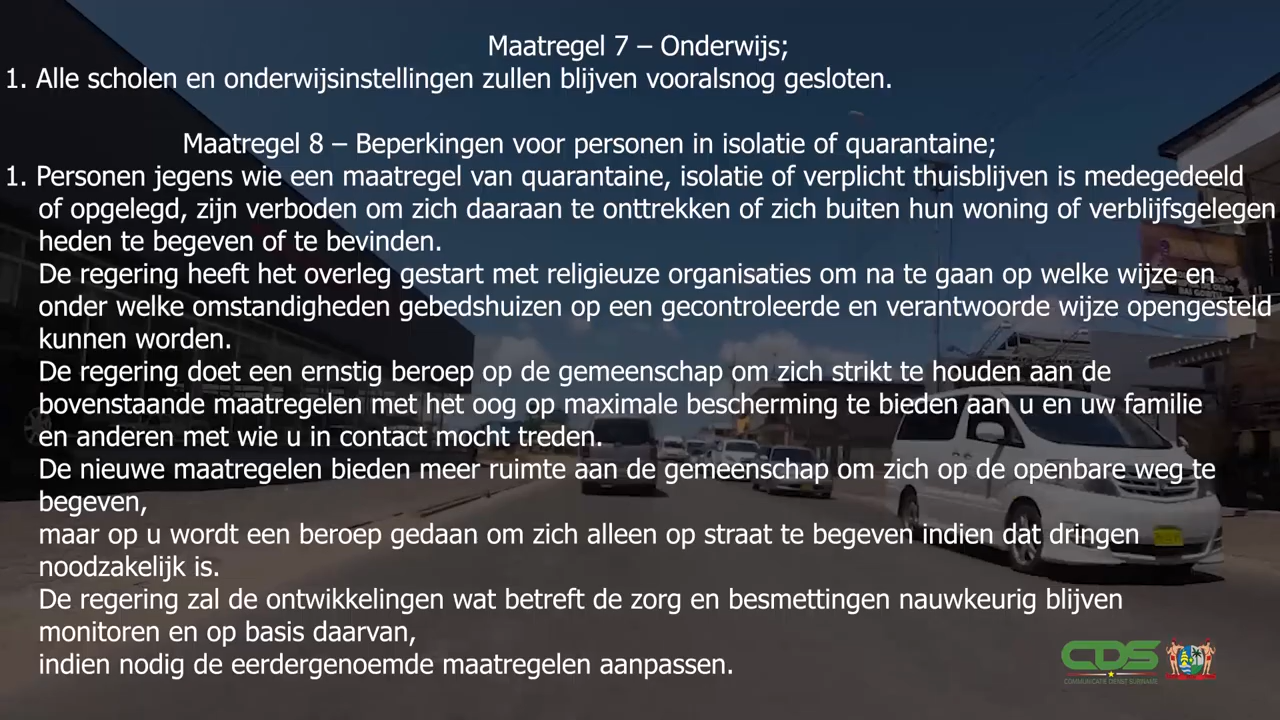 Maatregel 7 – Onderwijs;
1. Alle scholen en onderwijsinstellingen zullen blijven vooralsnog gesloten.
Maatregel 8 – Beperkingen voor personen in isolatie of quarantaine;
1. Personen jegens wie een maatregel van quarantaine, isolatie of verplicht thuisblijven is medegedeeld
of opgelegd, zijn verboden om zich daaraan te onttrekken of zich buiten hun woning of verblijfsgelegen
heden te begeven of te bevinden.
De regering heeft het overleg gestart met religieuze organisaties om na te gaan op welke wijze en
onder welke omstandigheden gebedshuizen op een gecontroleerde en verantwoorde wijze opengesteld
kunnen worden.
De regering doet een ernstig beroep op de gemeenschap om zich strikt te houden aan de
bovenstaande maatregelen met het oog op maximale bescherming te bieden aan u en uw familie
en anderen met wie u in contact mocht treden.
De nieuwe maatregelen bieden meer ruimte aan de gemeenschap om zich op de openbare weg te
begeven,
maar op u wordt een beroep gedaan om zich alleen op straat te begeven indien dat dringen
noodzakelijk is.
De regering zal de ontwikkelingen wat betreft de zorg en besmettingen nauwkeurig blijven
monitoren en op basis daarvan,
indien nodig de eerdergenoemde maatregelen aanpassen.
CDS
COMMUNICATIE DIENST SURINAME